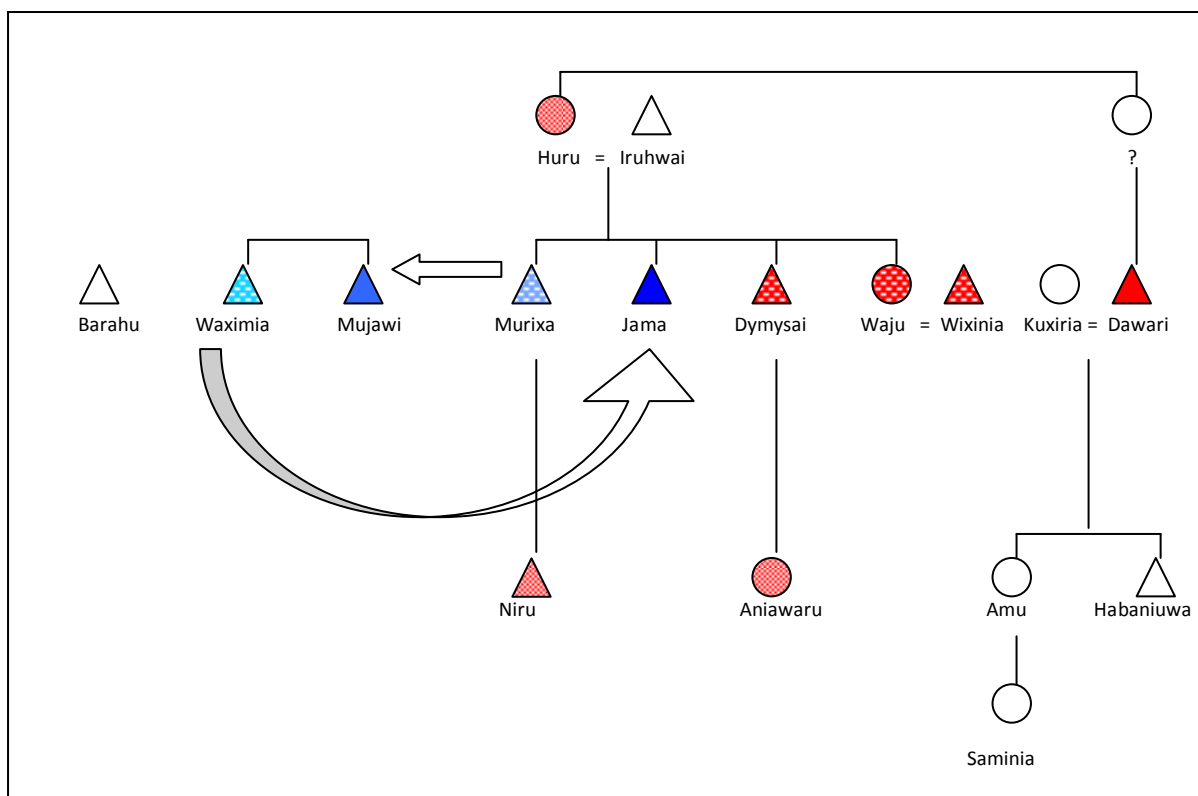 Huru = Iruhwai ?
Barahu Waximia Mujawi Murixa Jama Dymysai Waju = Wixinia Kuxiria = Dawari
Niru Aniawaru Amu Habaniuwa
Saminia